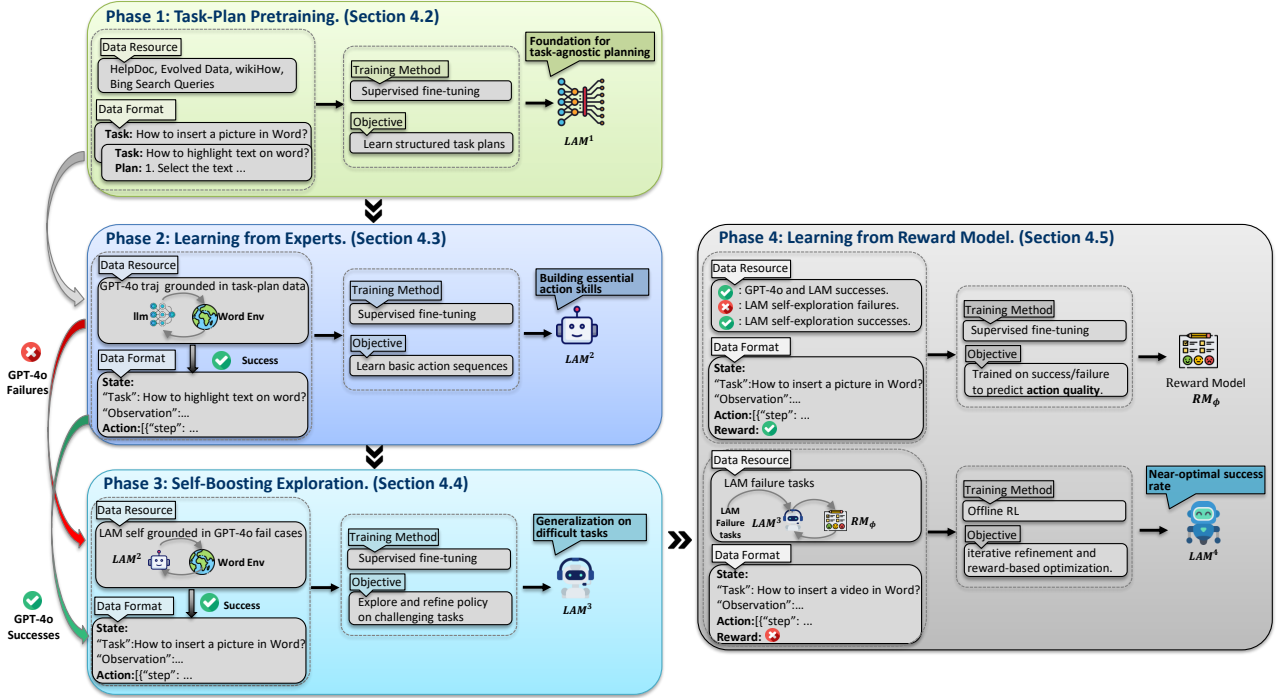 Phase 1: Task-Plan Pretraining. (Section 4.2)
Data Resource
HelpDoc, Evolved Data, wikiHow,
Bing Search Queries
Data Format
Task: How to insert a picture in Word?
Task: How to highlight text on word?
Plan: 1. Select the text ...
Training Method
Supervised fine-tuning
Objective
Learn structured task plans
Foundation for
task-agnostic planning
LAM¹
Phase 2: Learning from Experts. (Section 4.3)
Data Resource
GPT-4o traj grounded in task-plan data
llm
Word Env
Data Format
Success
State:
“Task”: How to highlight text on word?
“Observation”:...
Action:[{“step”: ...
Training Method
Supervised fine-tuning
Objective
Learn basic action sequences
Building essential
action skills
LAM²
GPT-4o
Failures
Phase 3: Self-Boosting Exploration. (Section 4.4)
Data Resource
LAM self grounded in GPT-4o fail cases
LAM²
Word Env
Data Format
Success
State:
“Task”:How to insert a picture in Word?
“Observation”:...
Action:[{“step”: ...
Training Method
Supervised fine-tuning
Objective
Explore and refine policy
on challenging tasks
Generalization on
difficult tasks
LAM³
GPT-4o
Successes
Phase 4: Learning from Reward Model. (Section 4.5)
Data Resource
: GPT-4o and LAM successes.
: LAM self-exploration failures.
: LAM self-exploration successes.
Data Format
State:
“Task”:How to insert a picture in Word?
“Observation”:...
Action:[{“step”: ...
Reward:
Training Method
Supervised fine-tuning
Objective
Trained on success/failure
to predict action quality.
Reward Model
RMϕ
Data Resource
LAM failure tasks
LAM
Failure
tasks
LAM³
RMϕ
Data Format
State:
“Task”: How to insert a video in Word?
“Observation”:...
Action:[{“step”: ...
Reward:
Training Method
Offline RL
Objective
iterative refinement and
reward-based optimization.
Near-optimal success
rate
LAM⁴